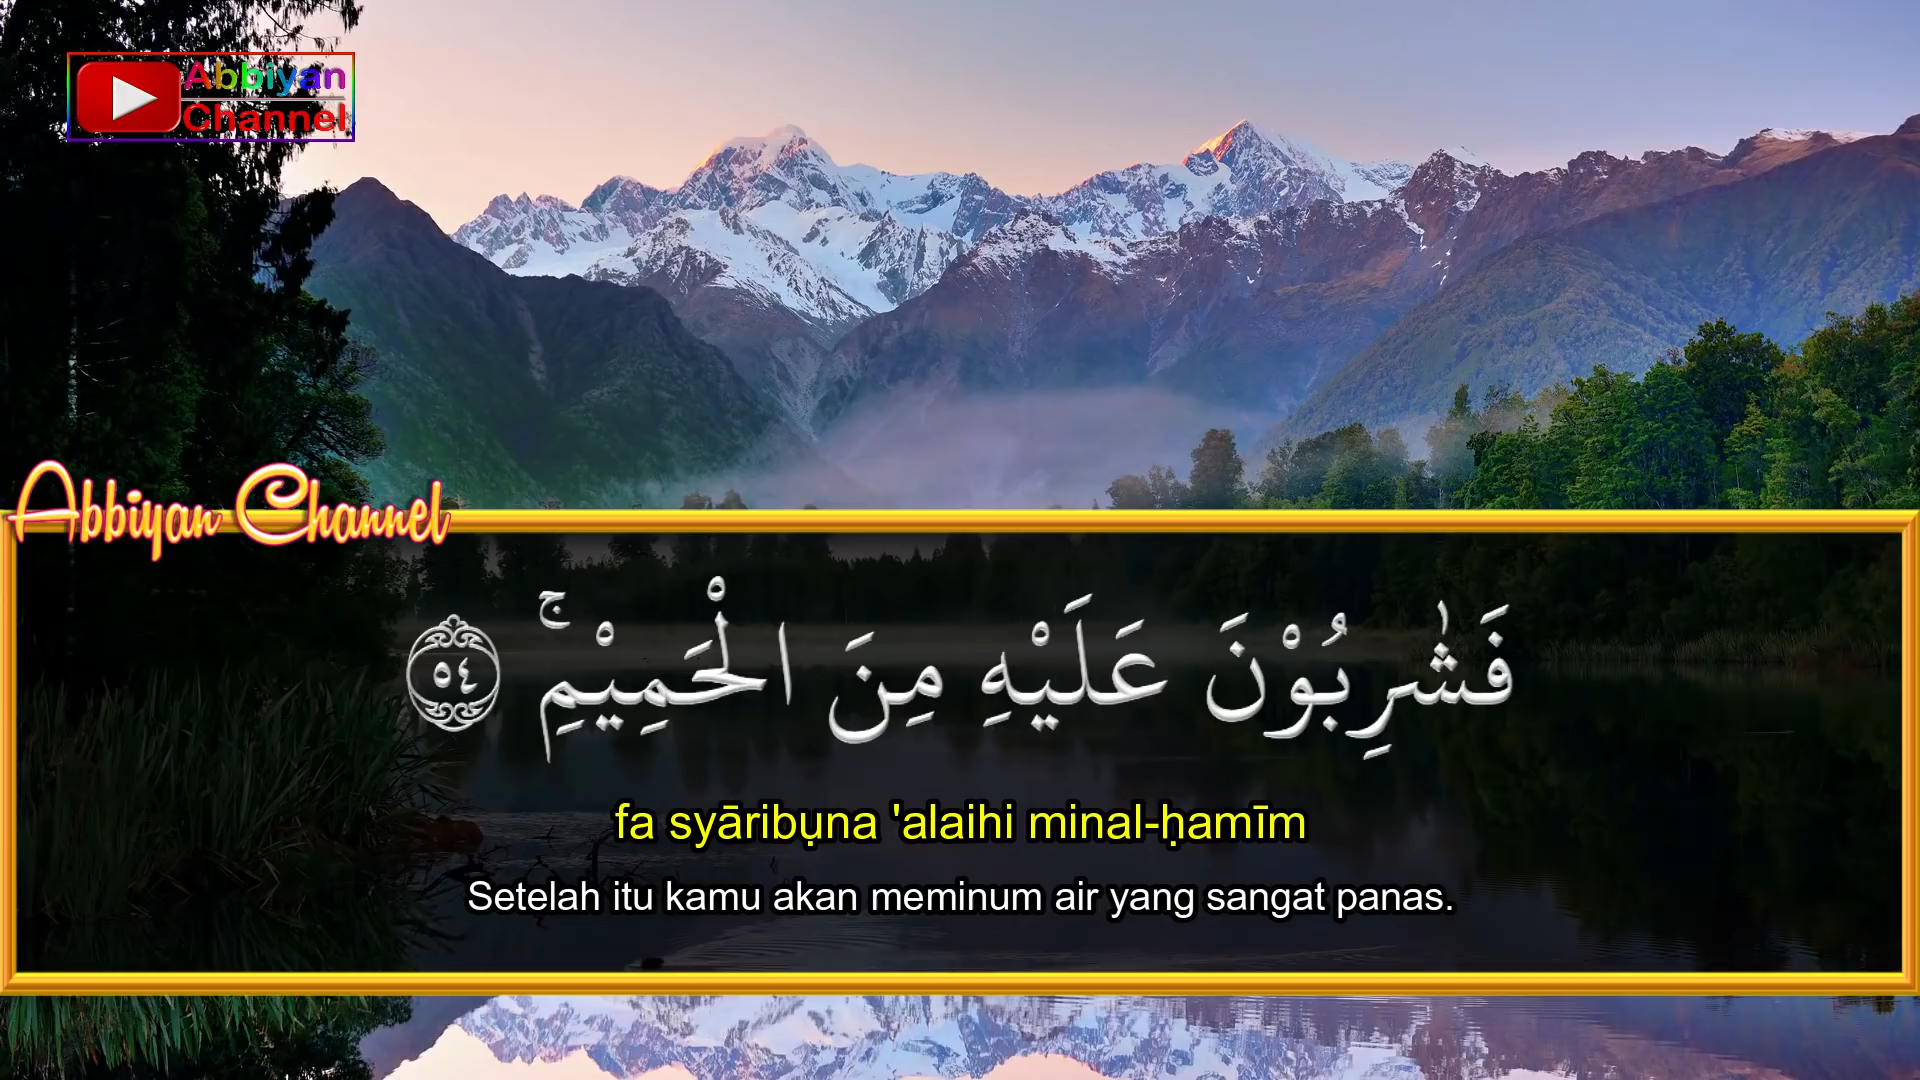 Abbiyan
Channel
Abbiyan Channel
فَشٰرِبُوْنَ عَلَيْهِ مِنَ الْحَمِيْمِۚ ٥٤
fa syāribụna 'alaihi minal-ḥamīm
Setelah itu kamu akan meminum air yang sangat panas.